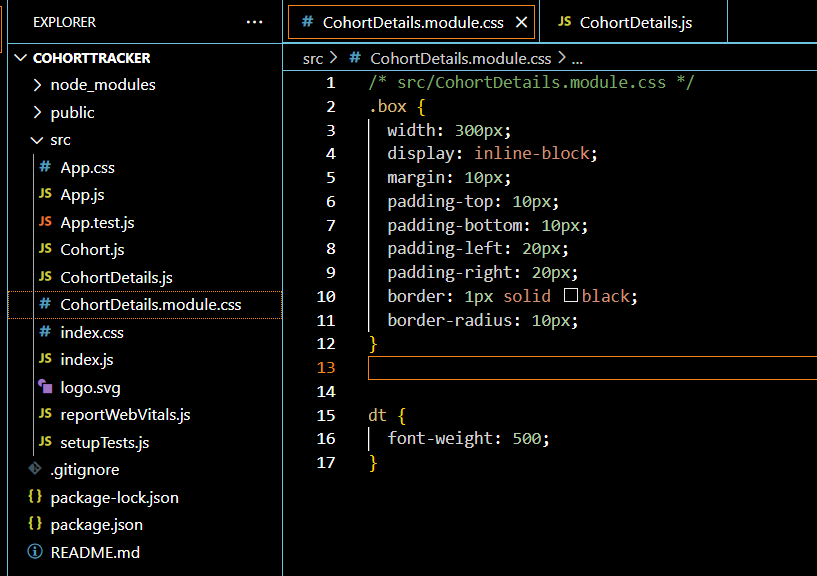 EXPLORER ...
COHORTTRACKER
node_modules
public
src
# App.css
JS App.js
JS App.test.js
JS Cohort.js
JS CohortDetails.js
# CohortDetails.module.css
# index.css
JS index.js
logo.svg
JS reportWebVitals.js
JS setupTests.js
.gitignore
{} package-lock.json
{} package.json
README.md
# CohortDetails.module.css
JS CohortDetails.js
src > # CohortDetails.module.css > ...
1 /* src/CohortDetails.module.css */
2 .box {
3 width: 300px;
4 display: inline-block;
5 margin: 10px;
6 padding-top: 10px;
7 padding-bottom: 10px;
8 padding-left: 20px;
9 padding-right: 20px;
10 border: 1px solid black;
11 border-radius: 10px;
12 }
13
14
15 dt {
16 font-weight: 500;
17 }